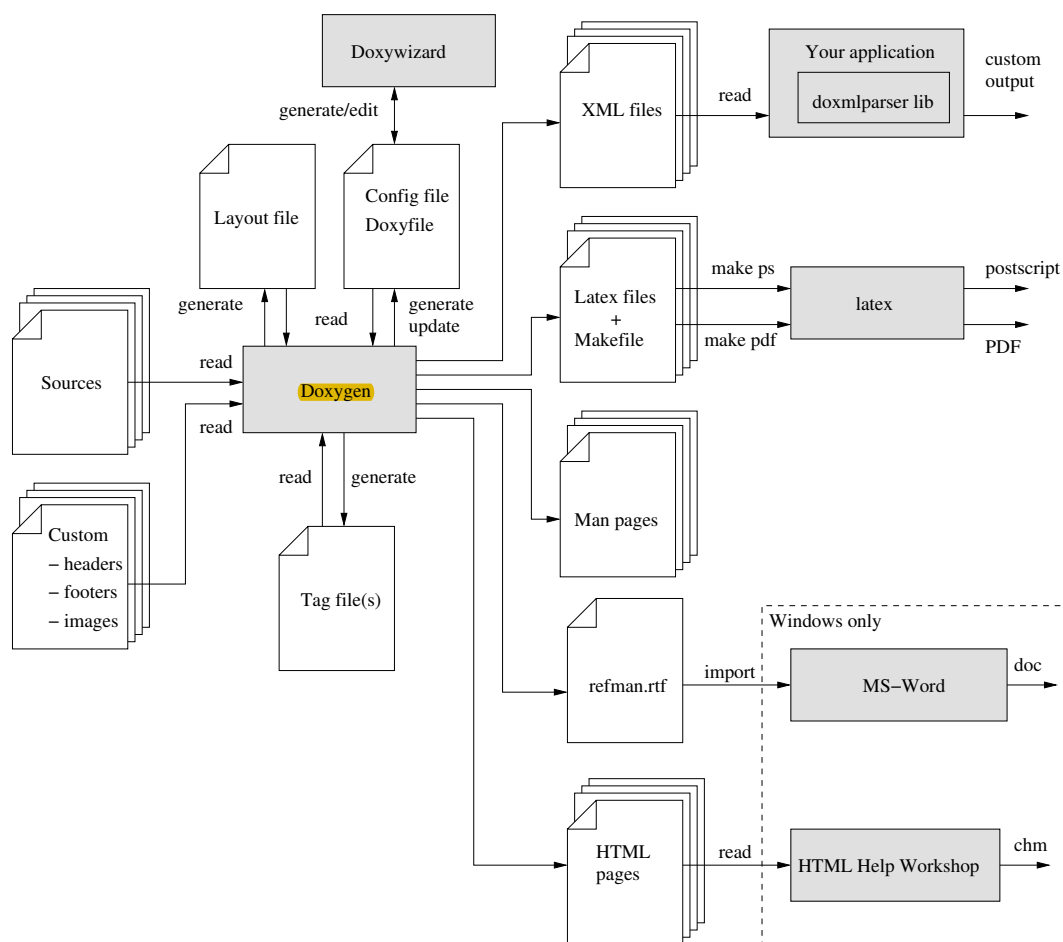 Doxywizard
generate/edit
Layout file
Config file
Doxyfile
generate
read
generate
update
Sources
read
Doxygen
read
Custom
– headers
– footers
– images
read
generate
Tag file(s)
XML files
read
Your application
doxmlparser lib
custom
output
Latex files
+
Makefile
make ps
make pdf
latex
postscript
PDF
Man pages
refman.rtf
import
Windows only
MS–Word
doc
HTML
pages
read
HTML Help Workshop
chm